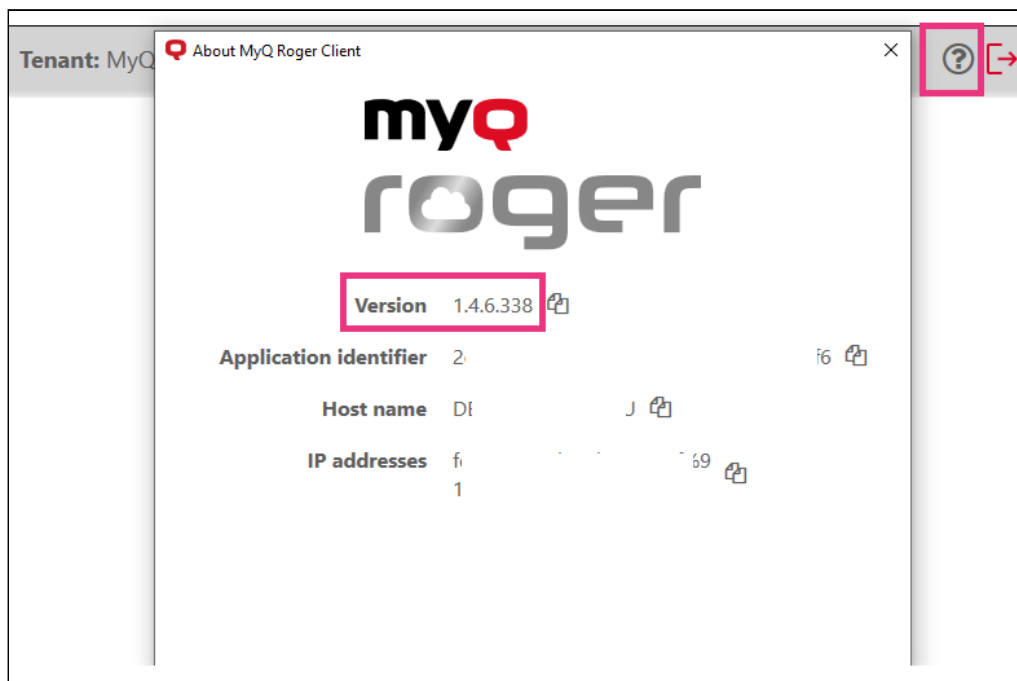 Tenant: MyQ
About MyQ Roger Client
myQ
roger
Version 1.4.6.338
Application identifier
Host name
IP addresses